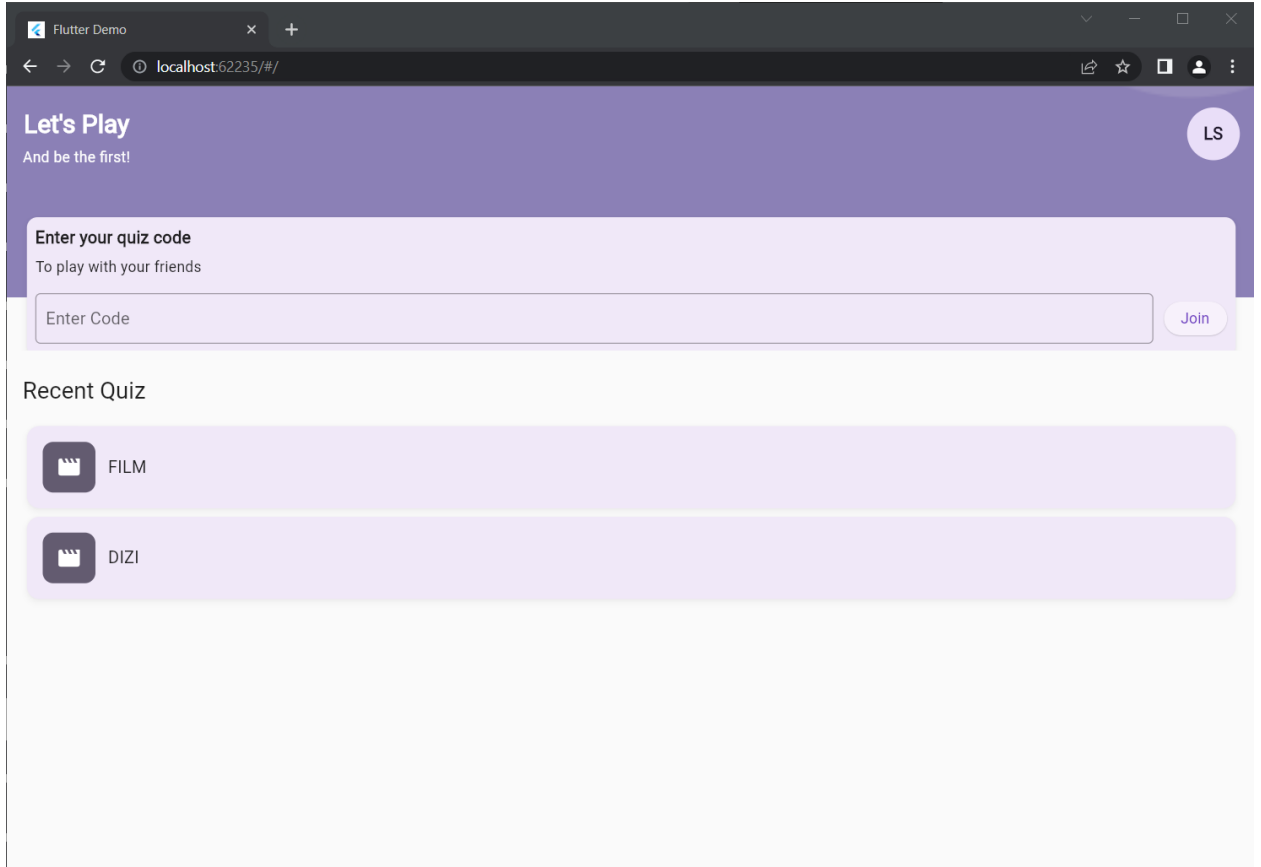 Flutter Demo
localhost:62235/#/
Let's Play
And be the first!
LS
Enter your quiz code
To play with your friends
Enter Code
Join
Recent Quiz
FILM
DIZI